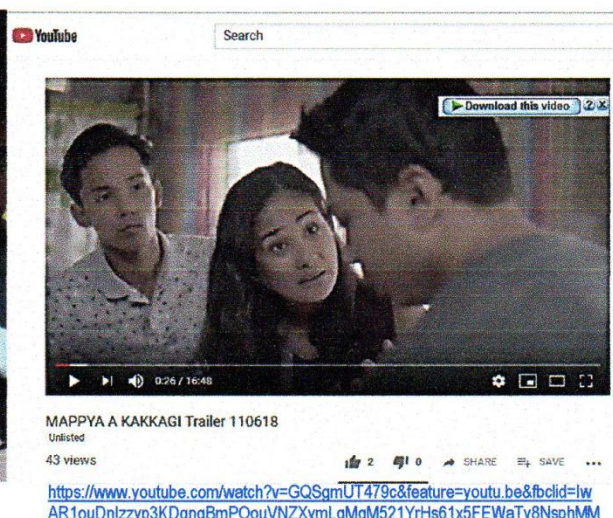 YouTube
Search
Download this video
0:26 / 16:48
MAPPYA A KAKKAGI Trailer 110618
Unlisted
43 views
2 0 SHARE SAVE
https://www.youtube.com/watch?v=GQSgmUT479c&feature=youtu.be&fbclid=Iw